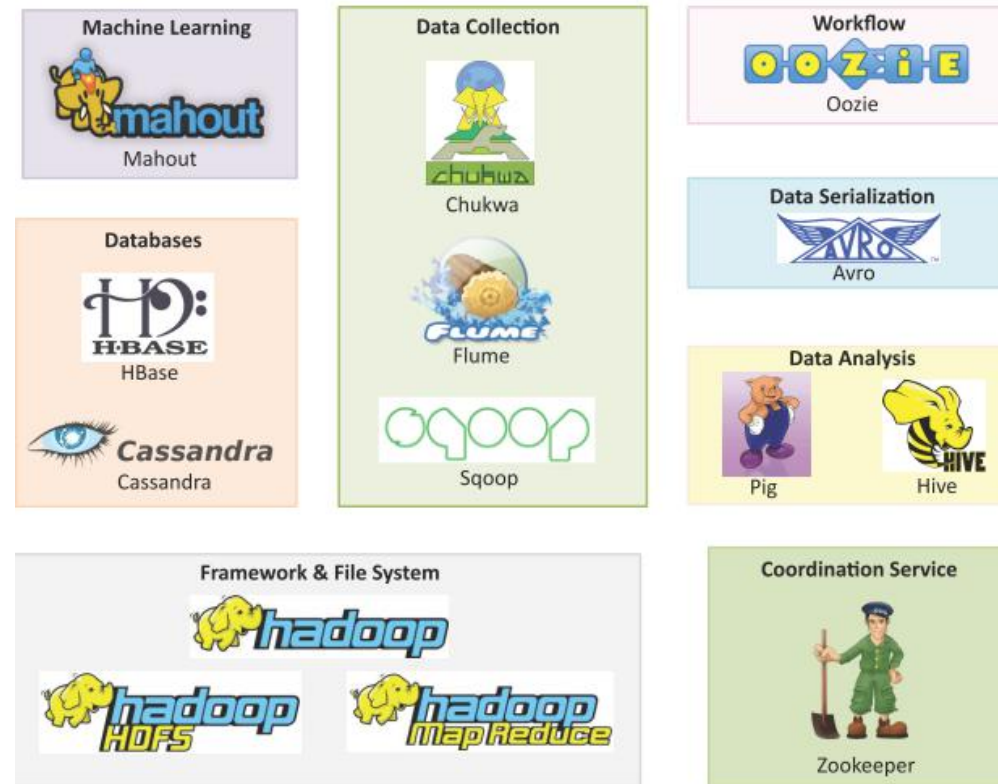 Machine Learning
mahout
Mahout
Databases
H·BASE
HBase
Cassandra
Cassandra
Data Collection
chukwa
Chukwa
FLUME
Flume
sqoop
Sqoop
Workflow
OOZiE
Oozie
Data Serialization
AVRO
TM
Avro
Data Analysis
HIVE
Pig
Hive
Framework & File System
hadoop
hadoop
HDFS
hadoop
Map Reduce
Coordination Service
Zookeeper